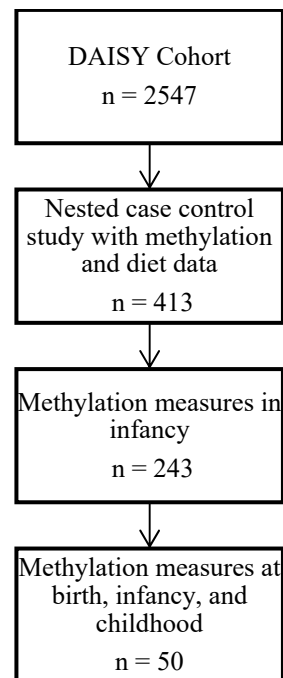 DAISY Cohort
n = 2547
Nested case control
study with methylation
and diet data
n = 413
Methylation measures in
infancy
n = 243
Methylation measures at
birth, infancy, and
childhood
n = 50